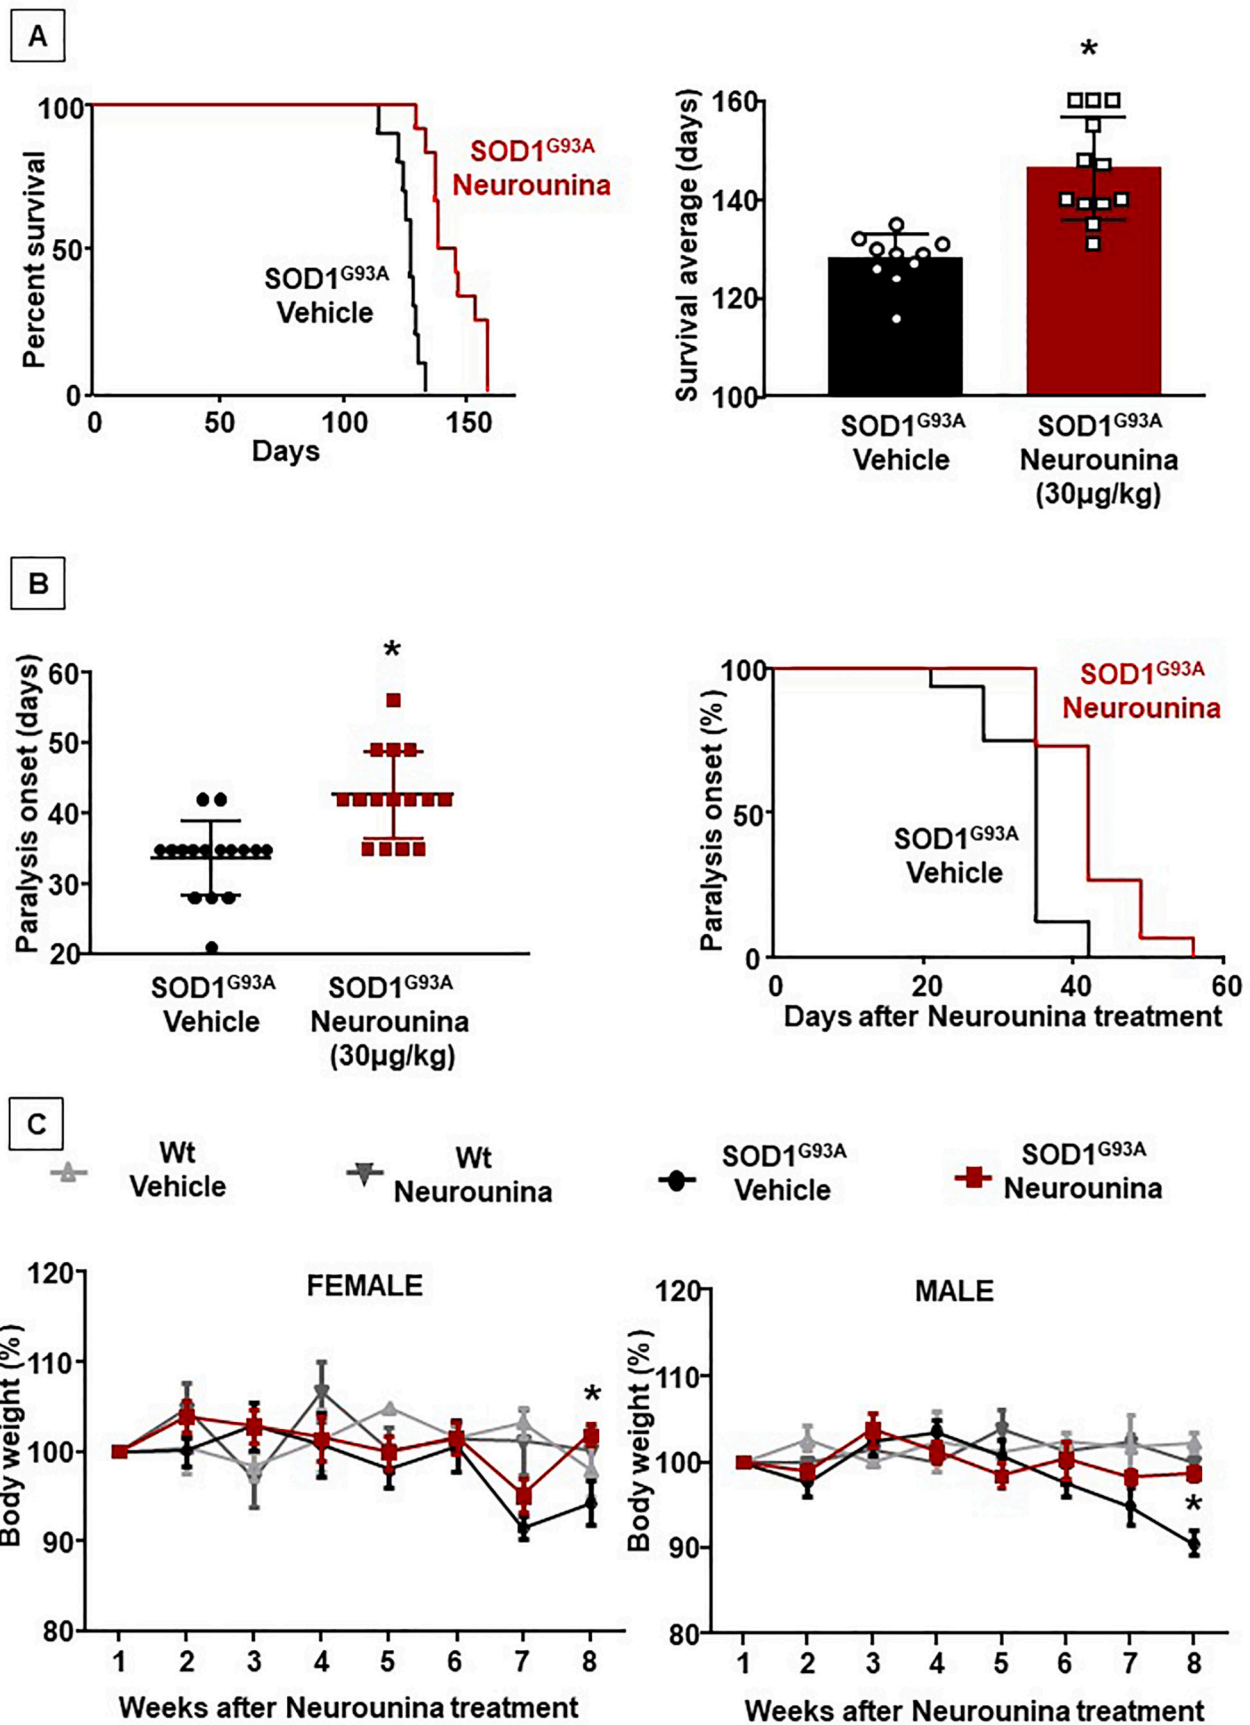 A
Percent survival
100
50
0
0 50 100 150
Days
SOD1G93A
Neurounina
SOD1G93A
Vehicle
*
Survival average (days)
160
140
120
100
SOD1G93A
Vehicle
SOD1G93A
Neurounina
(30µg/kg)
B
Paralysis onset (days)
60
50
40
30
20
*
SOD1G93A
Vehicle
SOD1G93A
Neurounina
(30µg/kg)
Paralysis onset (%)
100
50
0
0 20 40 60
Days after Neurounina treatment
SOD1G93A
Neurounina
SOD1G93A
Vehicle
C
Wt
Vehicle
Wt
Neurounina
SOD1G93A
Vehicle
SOD1G93A
Neurounina
FEMALE
Body weight (%)
120
110
100
90
80
*
1 2 3 4 5 6 7 8
Weeks after Neurounina treatment
MALE
Body weight (%)
120
110
100
90
80
*
1 2 3 4 5 6 7 8
Weeks after Neurounina treatment